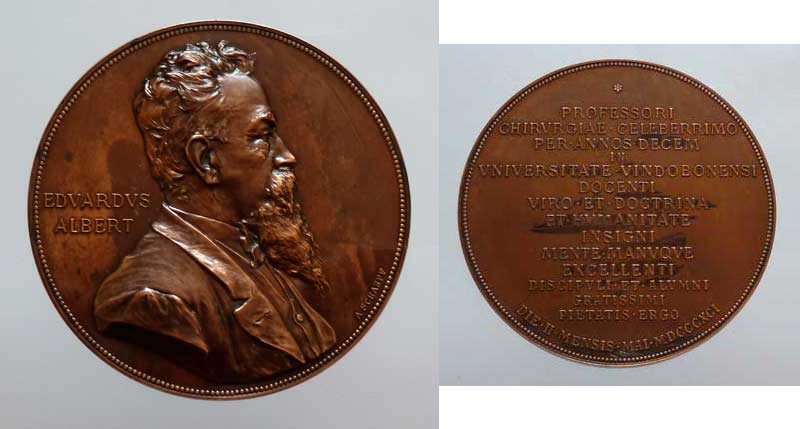 EDVARDVS
ALBERT
A·SCHARFF
*
PROFESSORI
CHIRVRGIAE·CELEBERRIMO
PER·ANNOS·DECEM
IN
VNIVERSITATE·VINDOBONENSI
DOCENTI
VIRO·ET·DOCTRINA
ET·HVMANITATE
INSIGNI
MENTE·MANVQVE
EXCELLENTI
DISCIPVLI·ET·ALVMNI
GRATISSIMI
PIETATIS·ERGO
DIE·II·MENSIS·MAI·MDCCCXCI